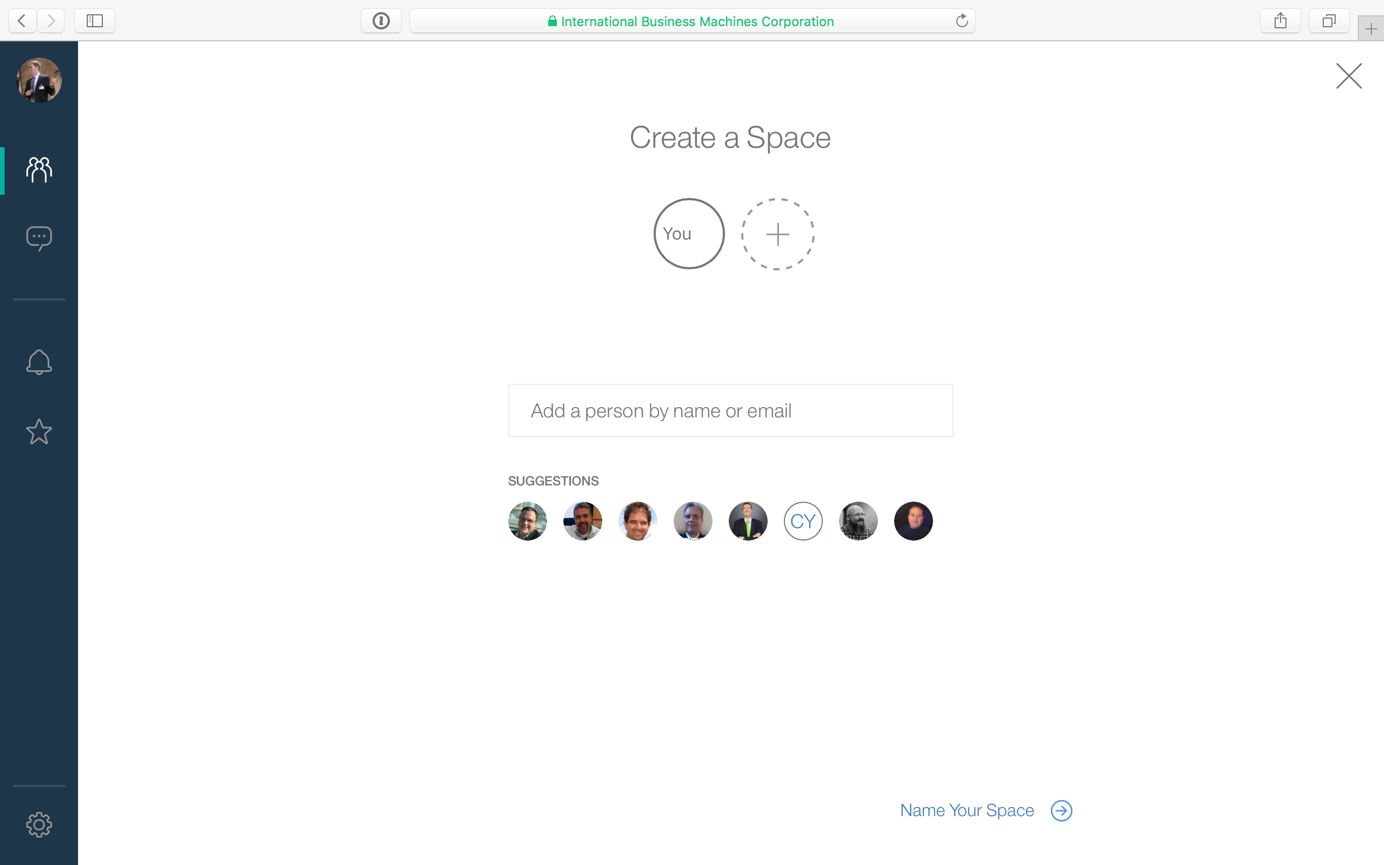 International Business Machines Corporation
Create a Space
You
Add a person by name or email
SUGGESTIONS
CY
Name Your Space